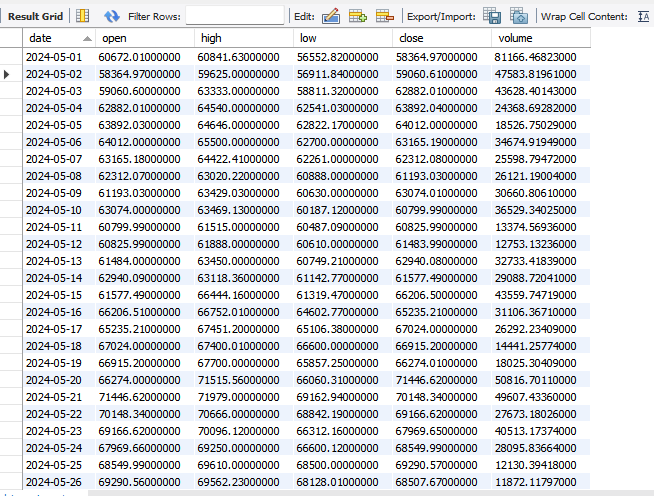 Result Grid Filter Rows: Edit: Export/Import: Wrap Cell Content:
date open high low close volume
2024-05-01 60672.01000000 60841.63000000 56552.82000000 58364.97000000 81166.46823000
2024-05-02 58364.97000000 59625.00000000 56911.84000000 59060.61000000 47583.81961000
2024-05-03 59060.60000000 63333.00000000 58811.32000000 62882.01000000 43628.40143000
2024-05-04 62882.01000000 64540.00000000 62541.03000000 63892.04000000 24368.69282000
2024-05-05 63892.03000000 64646.00000000 62822.17000000 64012.00000000 18526.75029000
2024-05-06 64012.00000000 65500.00000000 62700.00000000 63165.19000000 34674.91949000
2024-05-07 63165.18000000 64422.41000000 62261.00000000 62312.08000000 25598.79472000
2024-05-08 62312.07000000 63020.22000000 60888.00000000 61193.03000000 26121.19004000
2024-05-09 61193.03000000 63429.03000000 60630.00000000 63074.01000000 30660.80610000
2024-05-10 63074.00000000 63469.13000000 60187.12000000 60799.99000000 36529.34025000
2024-05-11 60799.99000000 61515.00000000 60487.09000000 60825.99000000 13374.56936000
2024-05-12 60825.99000000 61888.00000000 60610.00000000 61483.99000000 12753.13236000
2024-05-13 61484.00000000 63450.00000000 60749.21000000 62940.08000000 32733.41839000
2024-05-14 62940.09000000 63118.36000000 61142.77000000 61577.49000000 29088.72041000
2024-05-15 61577.49000000 66444.16000000 61319.47000000 66206.50000000 43559.74719000
2024-05-16 66206.51000000 66752.01000000 64602.77000000 65235.21000000 31106.36710000
2024-05-17 65235.21000000 67451.20000000 65106.38000000 67024.00000000 26292.23409000
2024-05-18 67024.00000000 67400.01000000 66600.00000000 66915.20000000 14441.25774000
2024-05-19 66915.20000000 67700.00000000 65857.25000000 66274.01000000 18025.30409000
2024-05-20 66274.00000000 71515.56000000 66060.31000000 71446.62000000 50816.70110000
2024-05-21 71446.62000000 71979.00000000 69162.94000000 70148.34000000 49607.43360000
2024-05-22 70148.34000000 70666.00000000 68842.19000000 69166.62000000 27673.18026000
2024-05-23 69166.62000000 70096.12000000 66312.16000000 67969.65000000 40513.17374000
2024-05-24 67969.66000000 69250.00000000 66600.12000000 68549.99000000 28095.83664000
2024-05-25 68549.99000000 69610.00000000 68500.00000000 69290.57000000 12130.39418000
2024-05-26 69290.56000000 69562.23000000 68128.01000000 68507.67000000 11872.11797000